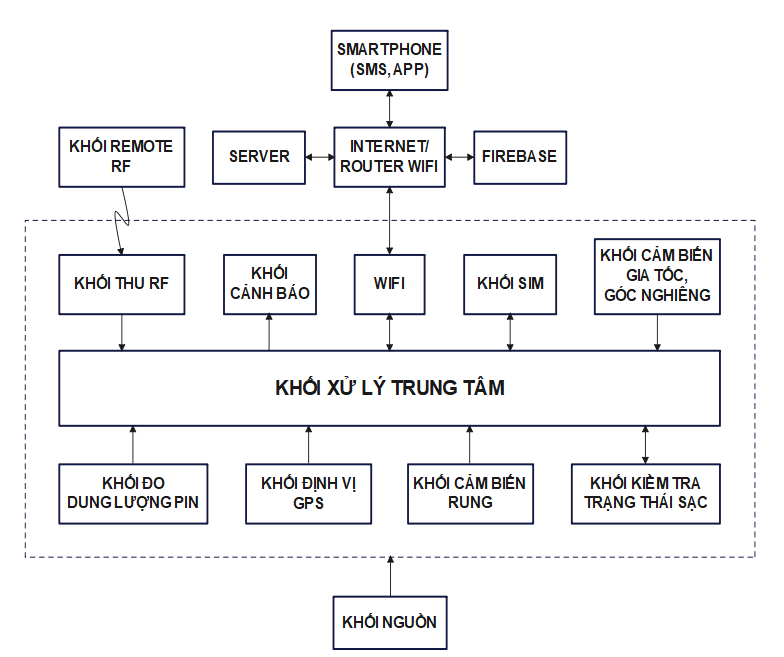 SMARTPHONE
(SMS, APP)
KHỐI REMOTE
RF
SERVER
INTERNET/
ROUTER WIFI
FIREBASE
KHỐI THU RF
KHỐI
CẢNH BÁO
WIFI
KHỐI SIM
KHỐI CẢM BIẾN
GIA TỐC,
GÓC NGHIÊNG
KHỐI XỬ LÝ TRUNG TÂM
KHỐI ĐO
DUNG LƯỢNG PIN
KHỐI ĐỊNH VỊ
GPS
KHỐI CẢM BIẾN
RUNG
KHỐI KIỂM TRA
TRẠNG THÁI SẠC
KHỐI NGUỒN